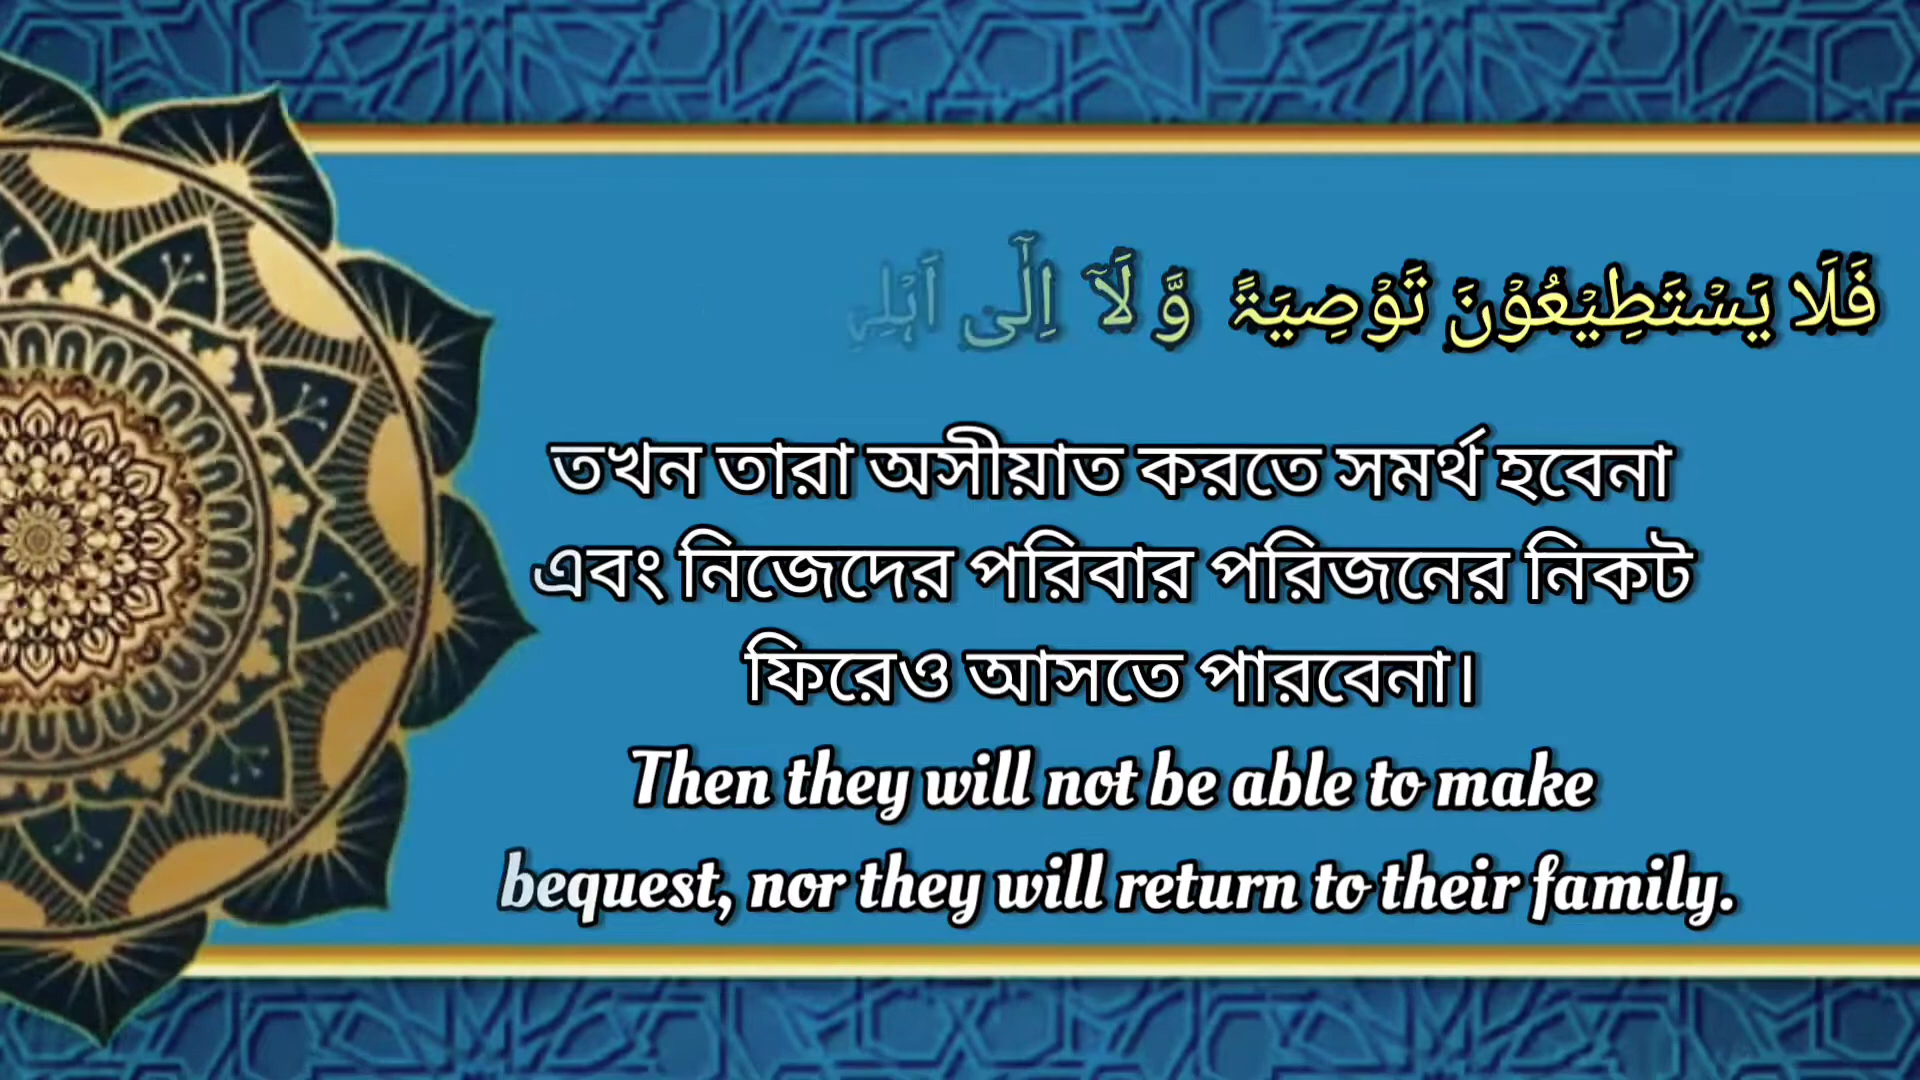 فَلَا يَسْتَطِيْعُوْنَ تَوْصِيَةً وَّ لَاۤ اِلٰۤى اَهْلِهِ
তখন তারা অসীয়াত করতে সমর্থ হবেনা
এবং নিজেদের পরিবার পরিজনের নিকট
ফিরেও আসতে পারবেনা।
Then they will not be able to make
bequest, nor they will return to their family.